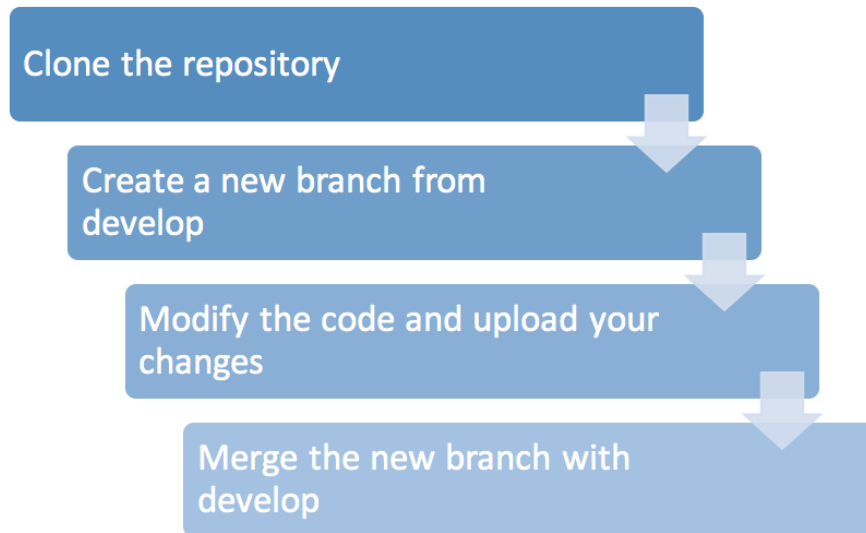 Clone the repository
Create a new branch from
develop
Modify the code and upload your
changes
Merge the new branch with
develop